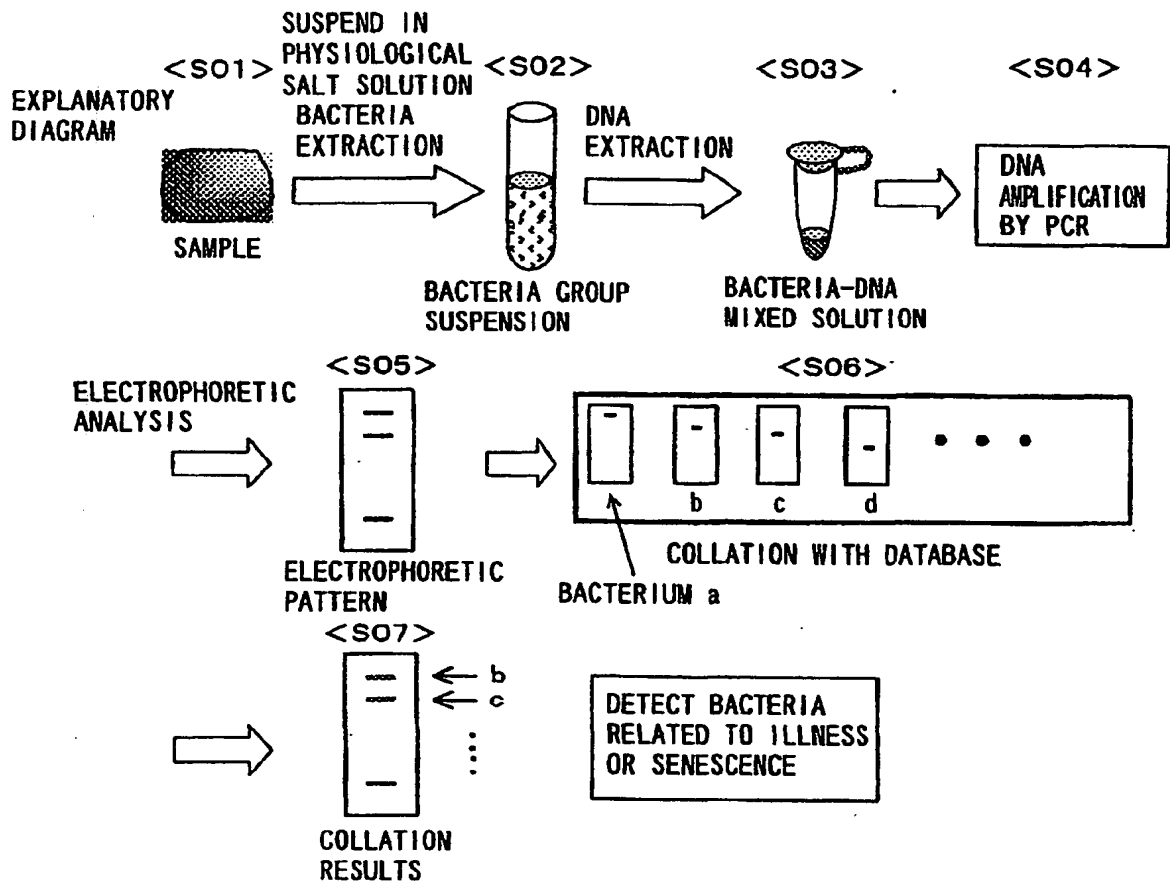 EXPLANATORY
DIAGRAM
<S01>
SAMPLE
SUSPEND IN
PHYSIOLOGICAL
SALT SOLUTION
BACTERIA
EXTRACTION
<S02>
BACTERIA GROUP
SUSPENSION
DNA
EXTRACTION
<S03>
BACTERIA-DNA
MIXED SOLUTION
<S04>
DNA
AMPLIFICATION
BY PCR
ELECTROPHORETIC
ANALYSIS
<S05>
ELECTROPHORETIC
PATTERN
<S06>
b c d
BACTERIUM a
COLLATION WITH DATABASE
<S07>
b
c
COLLATION
RESULTS
DETECT BACTERIA
RELATED TO ILLNESS
OR SENESCENCE